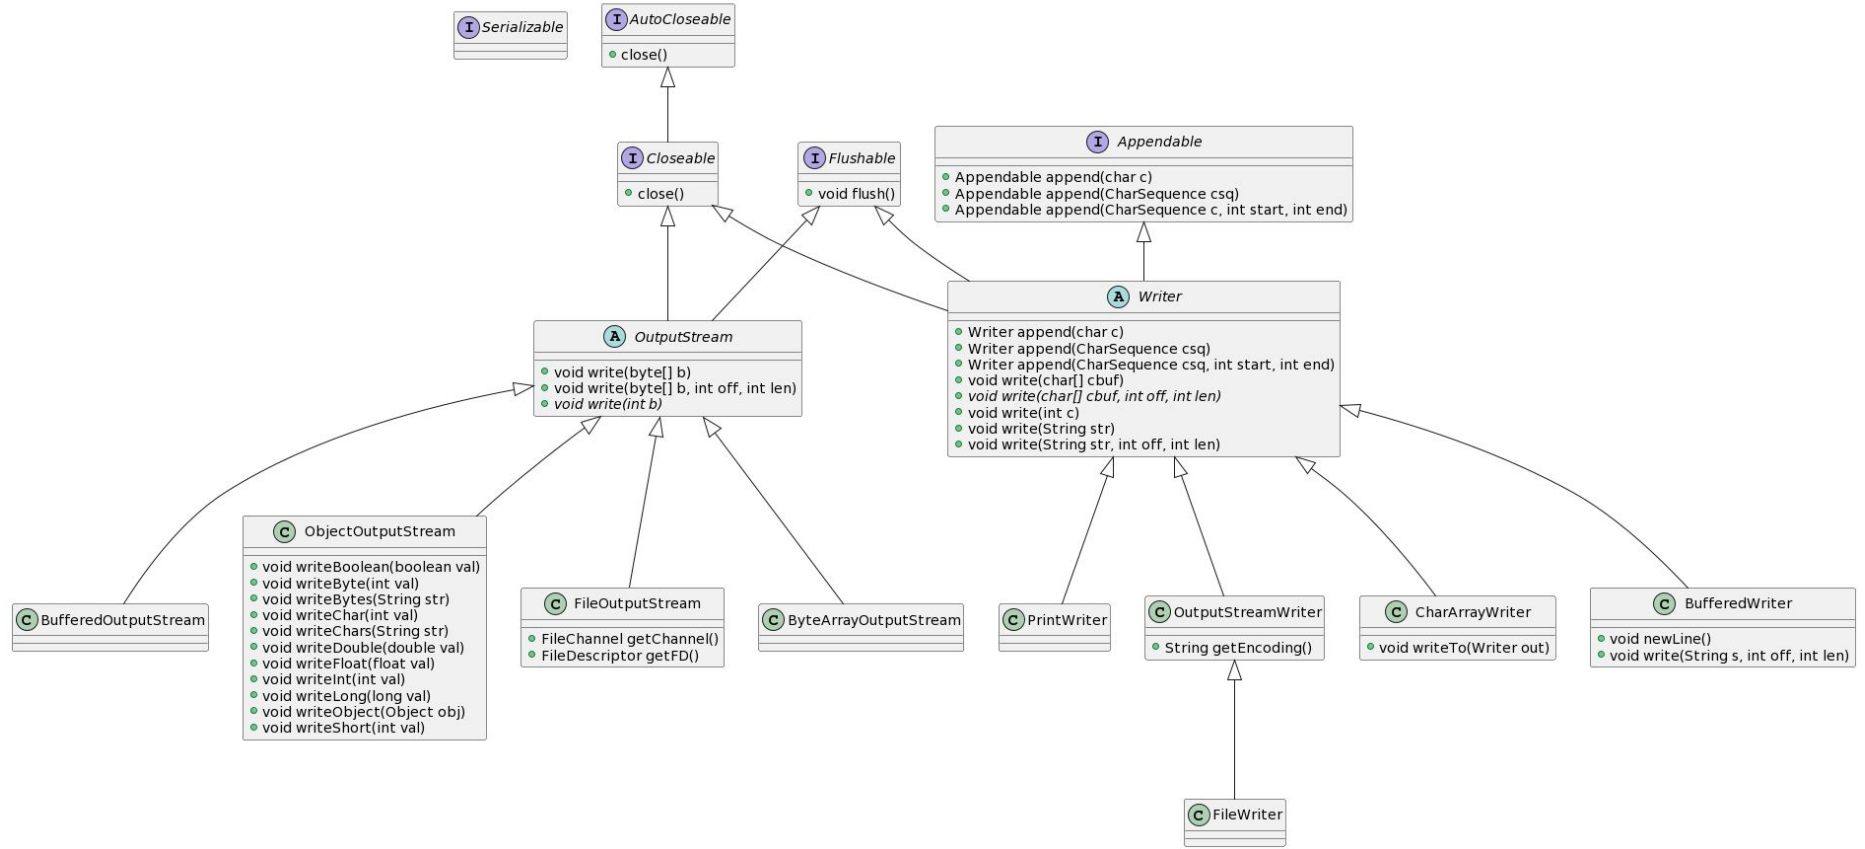 I Serializable
I AutoCloseable
close()
I Closeable
close()
I Flushable
void flush()
I Appendable
Appendable append(char c)
Appendable append(CharSequence csq)
Appendable append(CharSequence c, int start, int end)
A OutputStream
void write(byte[] b)
void write(byte[] b, int off, int len)
void write(int b)
A Writer
Writer append(char c)
Writer append(CharSequence csq)
Writer append(CharSequence csq, int start, int end)
void write(char[] cbuf)
void write(char[] cbuf, int off, int len)
void write(int c)
void write(String str)
void write(String str, int off, int len)
C BufferedOutputStream
C ObjectOutputStream
void writeBoolean(boolean val)
void writeByte(int val)
void writeBytes(String str)
void writeChar(int val)
void writeChars(String str)
void writeDouble(double val)
void writeFloat(float val)
void writeInt(int val)
void writeLong(long val)
void writeObject(Object obj)
void writeShort(int val)
C FileOutputStream
FileChannel getChannel()
FileDescriptor getFD()
C ByteArrayOutputStream
C PrintWriter
C OutputStreamWriter
String getEncoding()
C CharArrayWriter
void writeTo(Writer out)
C BufferedWriter
void newLine()
void write(String s, int off, int len)
C FileWriter